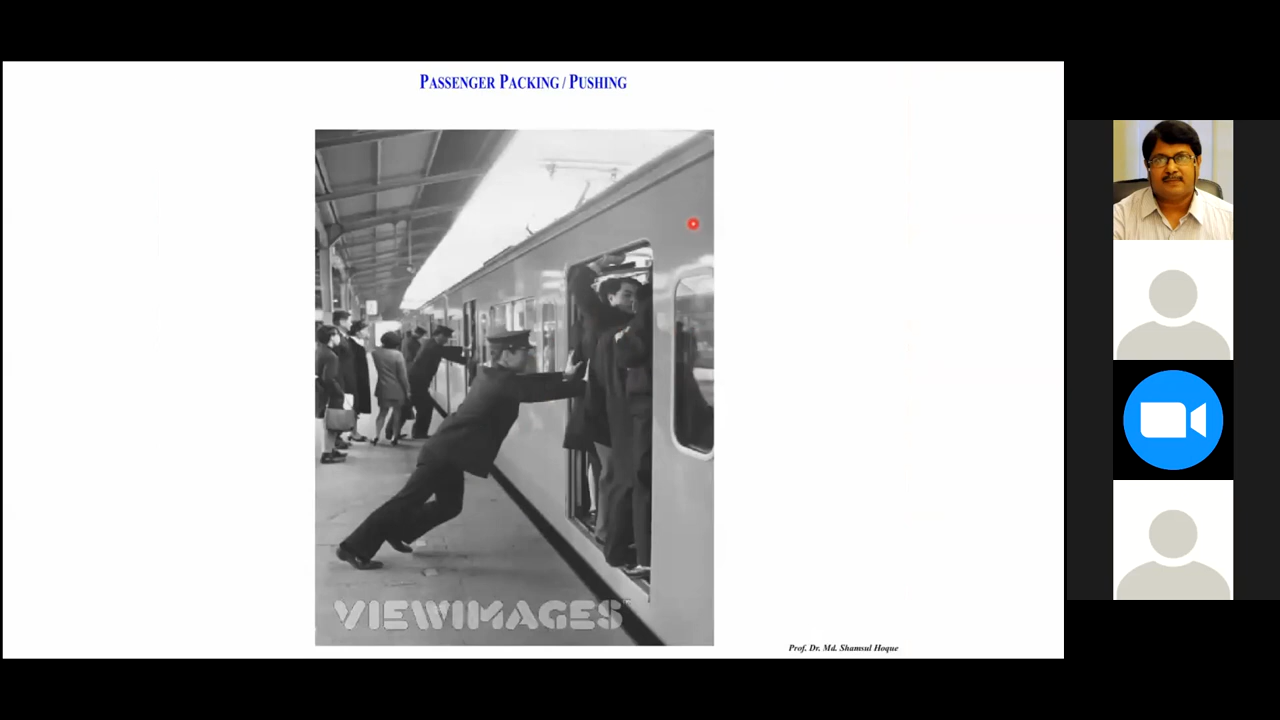 PASSENGER PACKING / PUSHING
VIEWIMAGES
Prof. Dr. Md. Shamsul Hoque